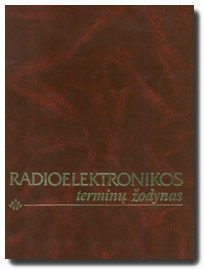 RADIOELEKTRONIKOS
terminų žodynas